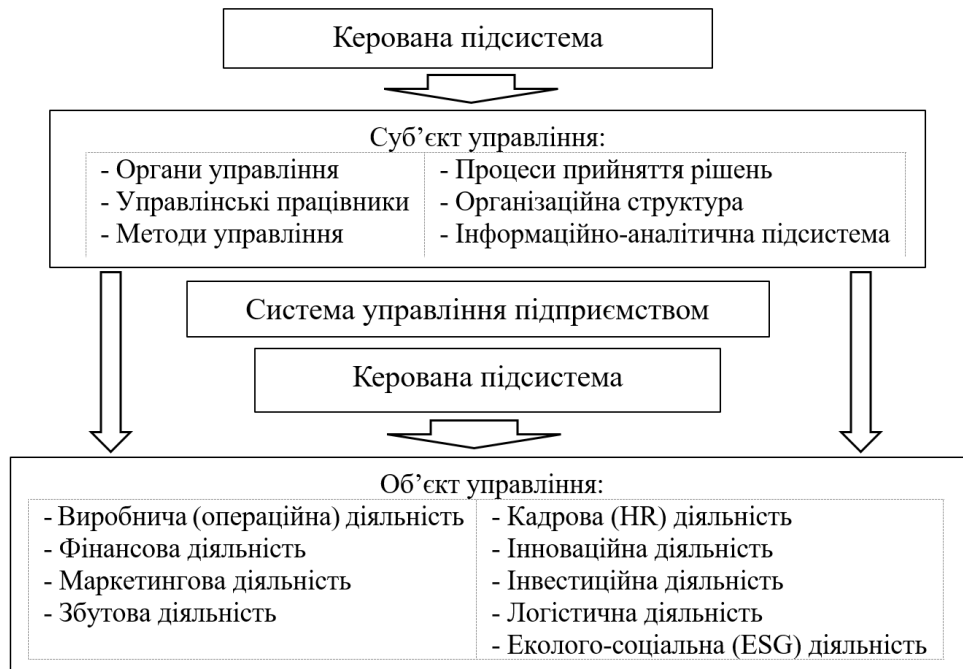 Керована підсистема
Суб’єкт управління:
- Органи управління
- Управлінські працівники
- Методи управління
- Процеси прийняття рішень
- Організаційна структура
- Інформаційно-аналітична підсистема
Система управління підприємством
Керована підсистема
Об’єкт управління:
- Виробнича (операційна) діяльність
- Фінансова діяльність
- Маркетингова діяльність
- Збутова діяльність
- Кадрова (HR) діяльність
- Інноваційна діяльність
- Інвестиційна діяльність
- Логістична діяльність
- Еколого-соціальна (ESG) діяльність